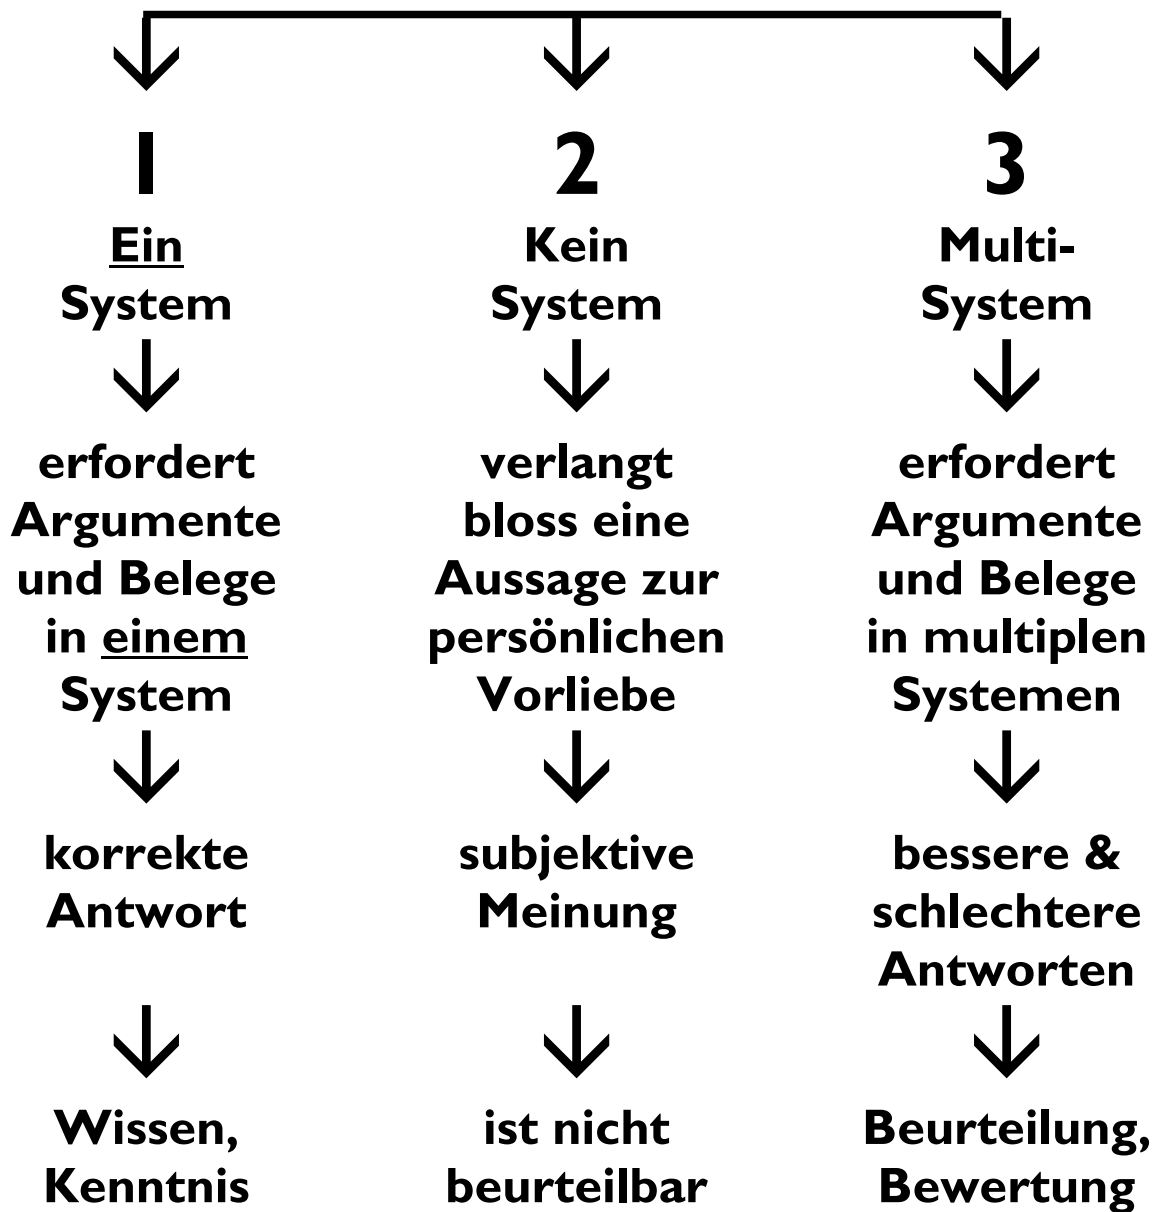 1
Ein
System
erfordert
Argumente
und Belege
in einem
System
korrekte
Antwort
Wissen,
Kenntnis
2
Kein
System
verlangt
bloss eine
Aussage zur
persönlichen
Vorliebe
subjektive
Meinung
ist nicht
beurteilbar
3
Multi-
System
erfordert
Argumente
und Belege
in multiplen
Systemen
bessere &
schlechtere
Antworten
Beurteilung,
Bewertung